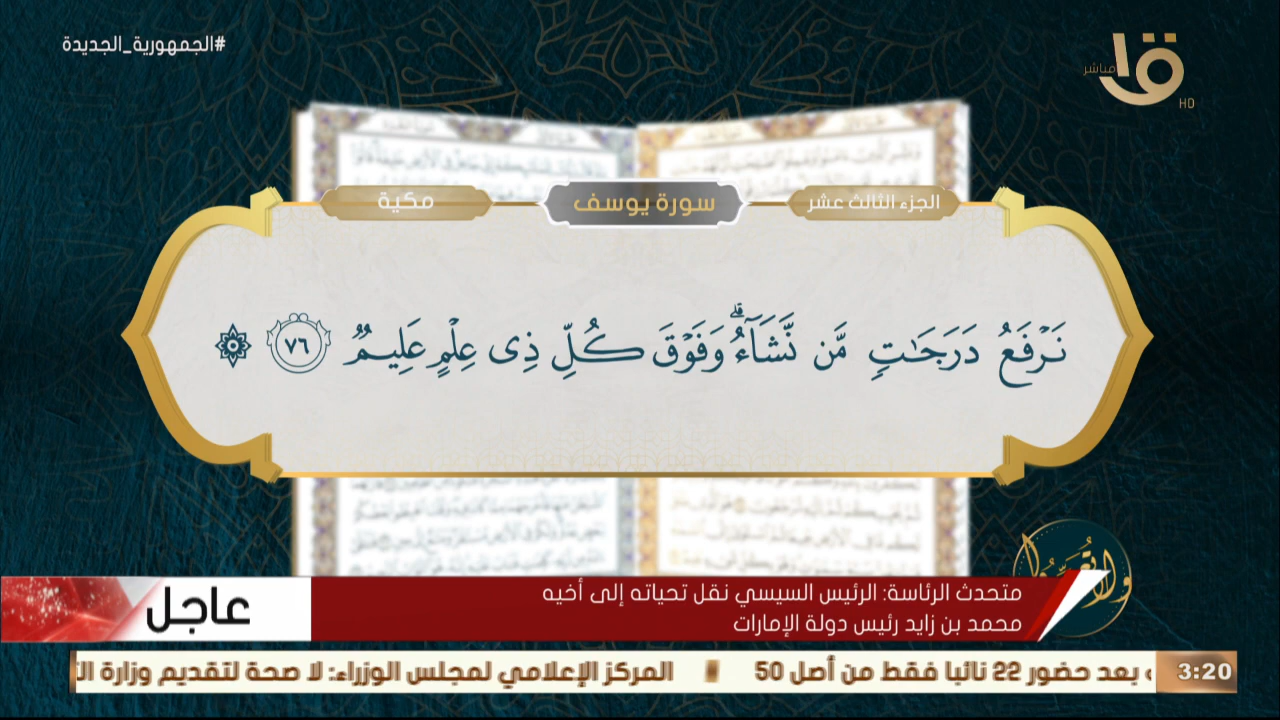 #الجمهورية_الجديدة
مباشر
HD
الجزء الثالث عشر
سورة يوسف
مكية
نَرۡفَعُ دَرَجَٰتٖ مَّن نَّشَآءُۗ وَفَوۡقَ كُلِّ ذِي عِلۡمٍ عَلِيمٞ ٧٦
متحدث الرئاسة: الرئيس السيسي نقل تحياته إلى أخيه
محمد بن زايد رئيس دولة الإمارات
عاجل
3:20
بعد حضور 22 نائبا فقط من أصل 50 المركز الإعلامي لمجلس الوزراء: لا صحة لتقديم وزارة